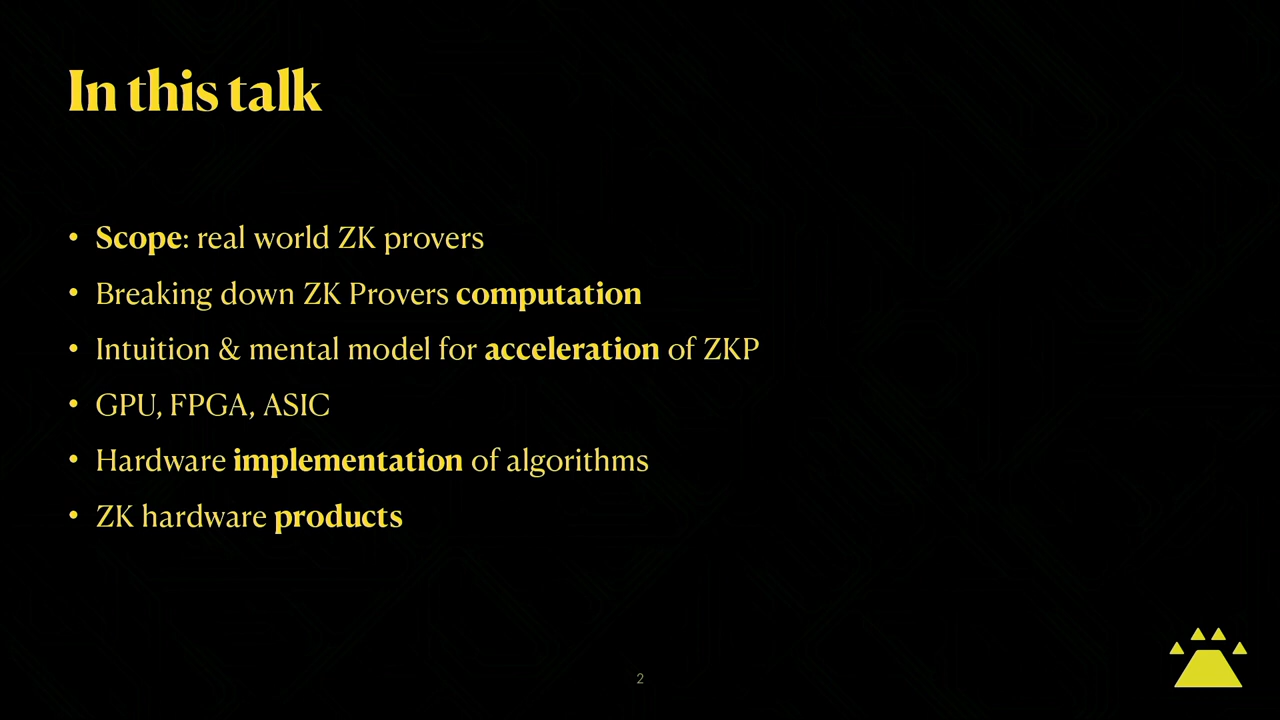 In this talk
• Scope: real world ZK provers
• Breaking down ZK Provers computation
• Intuition & mental model for acceleration of ZKP
• GPU, FPGA, ASIC
• Hardware implementation of algorithms
• ZK hardware products
2